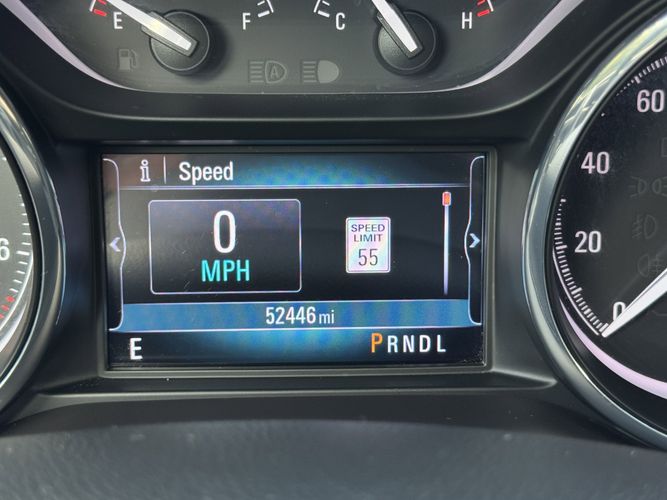 E F C H
i Speed
0
MPH
SPEED
LIMIT
55
52446 mi
E PRNDL
60
40
20
0
6